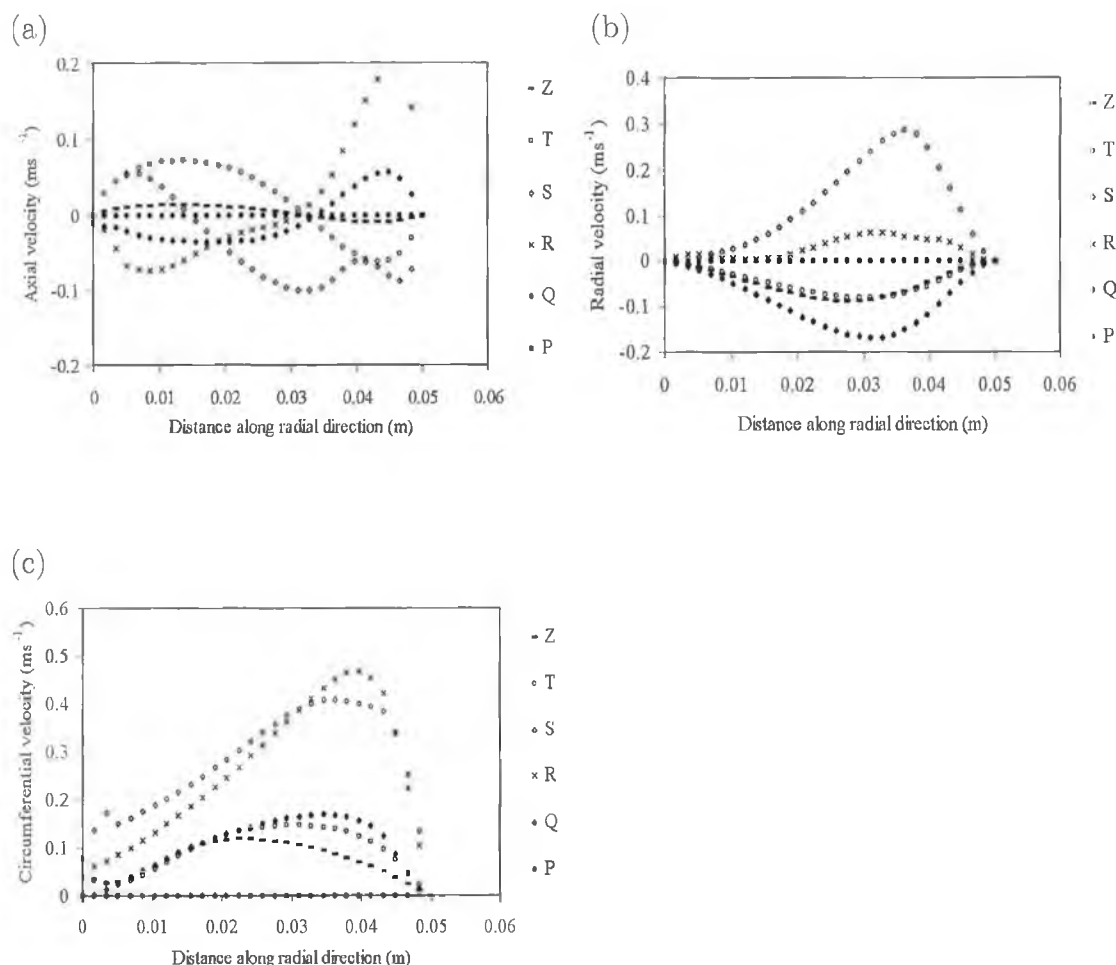 (a)
Axial velocity (ms⁻¹)
0.2
0.1
0
-0.1
-0.2
0 0.01 0.02 0.03 0.04 0.05 0.06
Distance along radial direction (m)
Z
T
S
R
Q
P
(b)
Radial velocity (ms⁻¹)
0.4
0.3
0.2
0.1
0
-0.1
-0.2
0.01 0.02 0.03 0.04 0.05 0.06
Distance along radial direction (m)
Z
T
S
R
Q
P
(c)
Circumferential velocity (ms⁻¹)
0.6
0.5
0.4
0.3
0.2
0.1
0
0 0.01 0.02 0.03 0.04 0.05 0.06
Distance along radial direction (m)
Z
T
S
R
Q
P